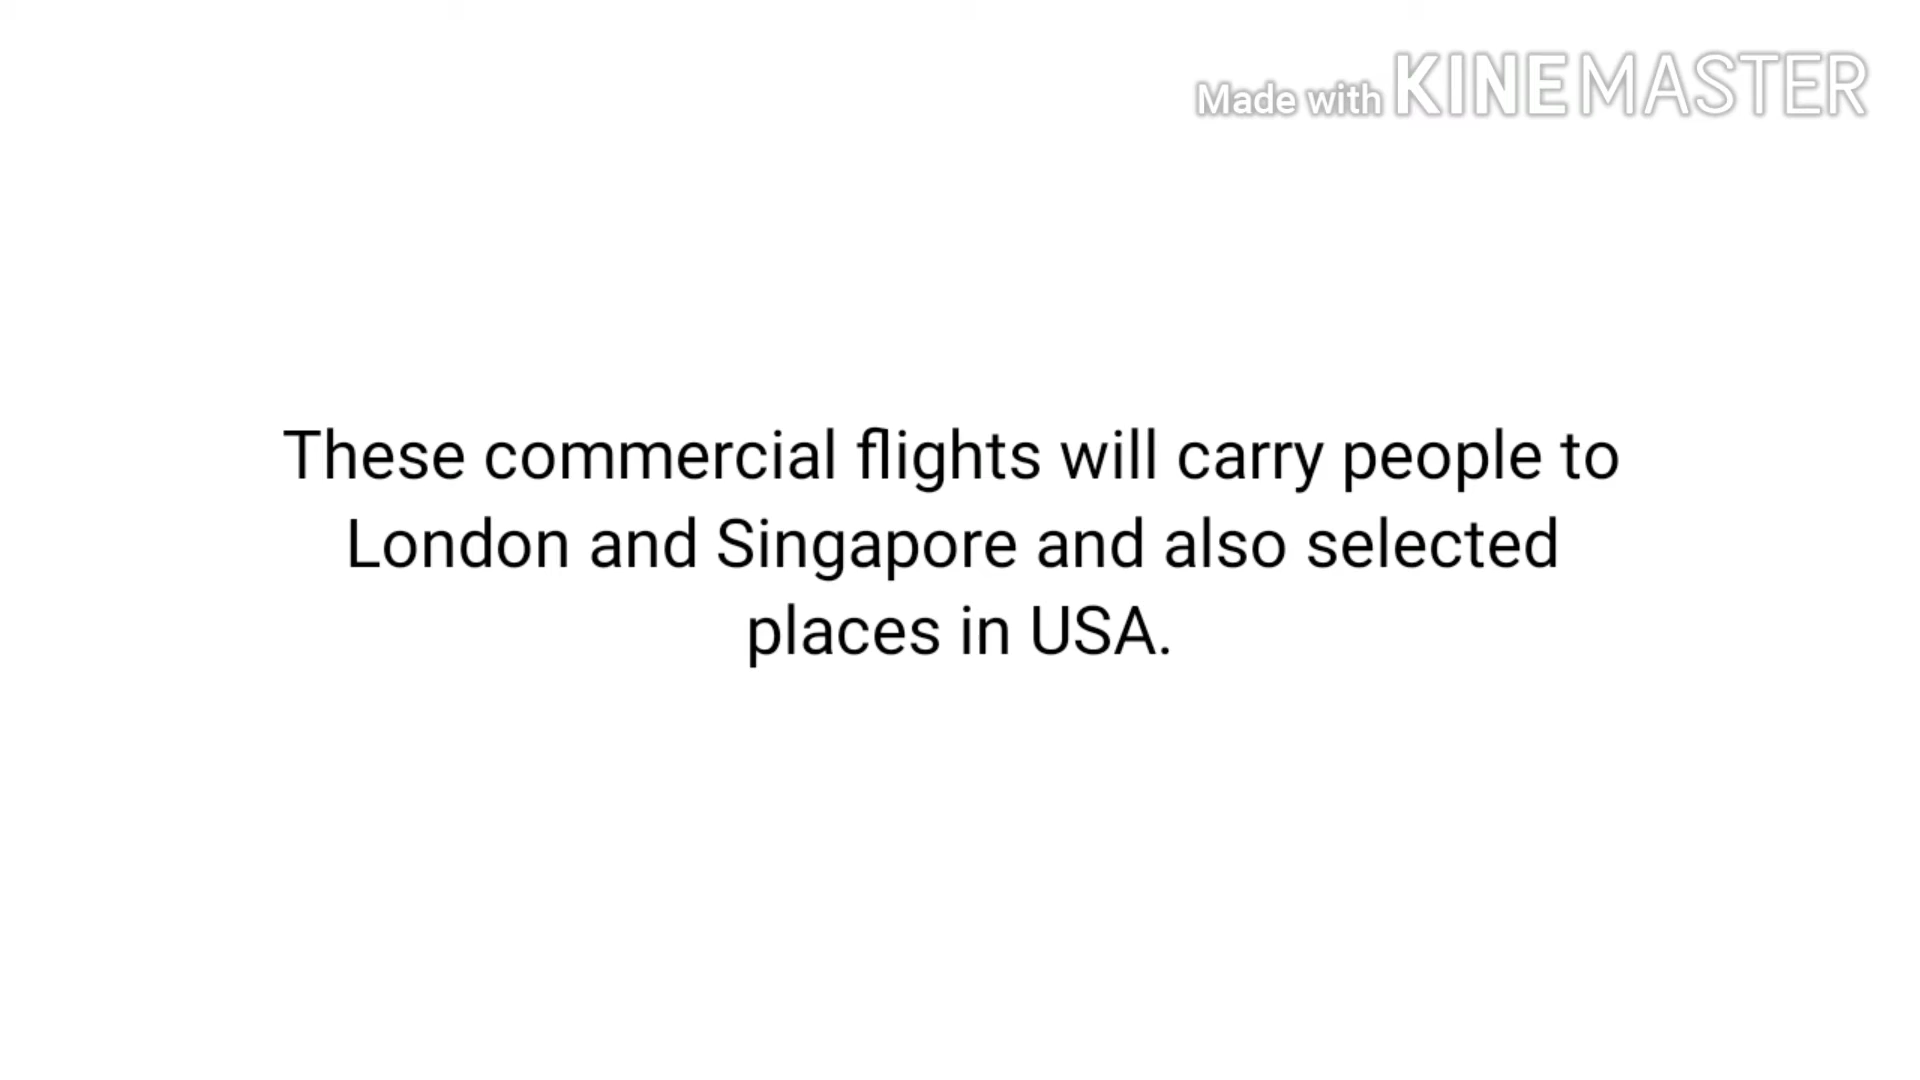 Made with KINEMASTER
These commercial flights will carry people to
London and Singapore and also selected
places in USA.